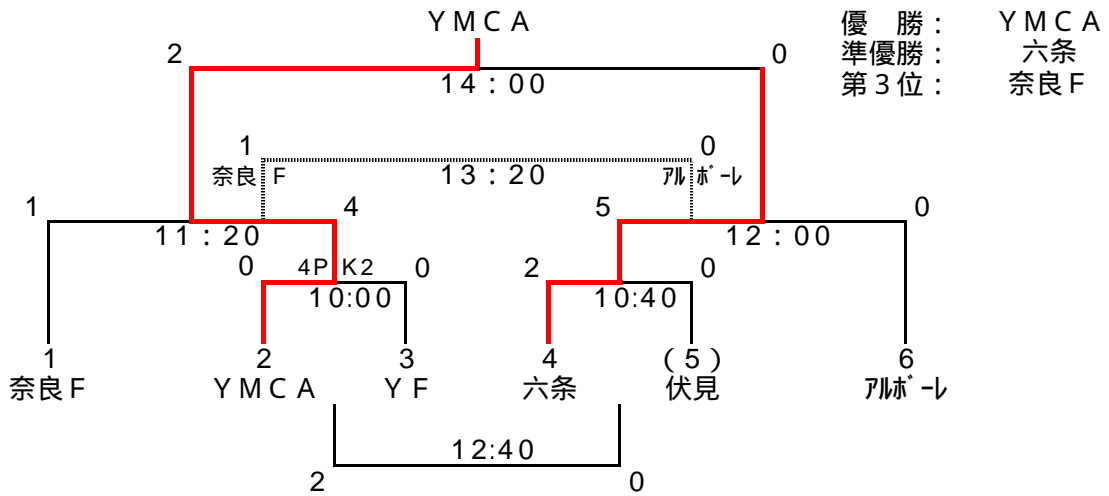 ＹＭＣＡ
優　勝： ＹＭＣＡ
準優勝： 六条
第３位： 奈良Ｆ
2 0
14：00
1 0
奈良 F 13：20 ｱﾙ ﾎﾞｰﾚ
1 4 5 0
11：20 12：00
0 4P K2 0 2 0
10:00 10:40
1 2 3 4 (5) 6
奈良Ｆ ＹＭＣＡ ＹＦ 六条 伏見 ｱﾙﾎﾞｰﾚ
12:40
2 0